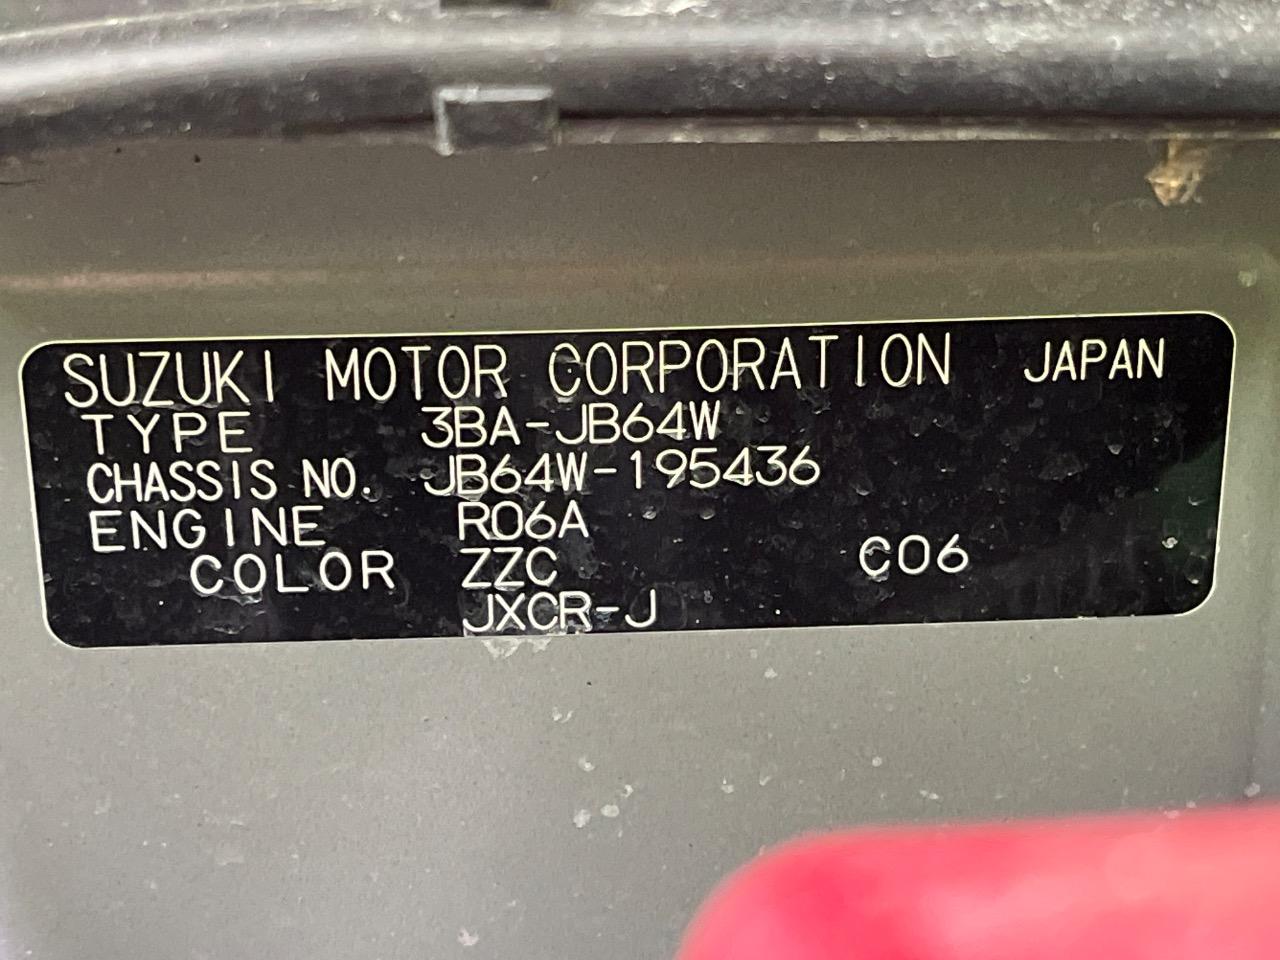 SUZUKI MOTOR CORPORATION JAPAN
TYPE 3BA-JB64W
CHASSIS NO. JB64W-195436
ENGINE R06A
COLOR ZZC C06
JXCR-J